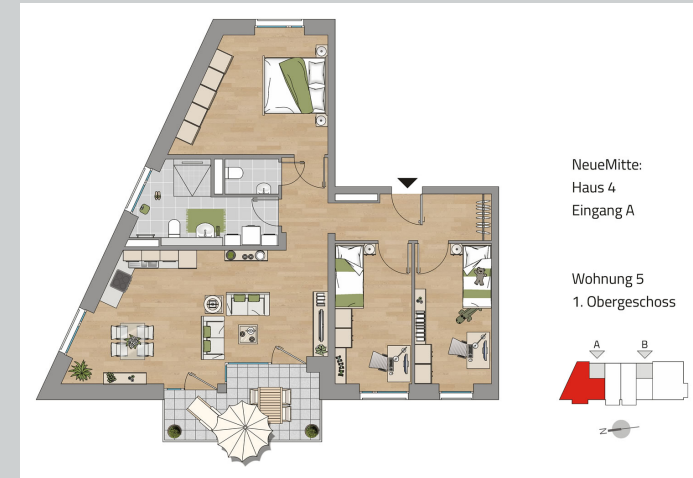 NeueMitte:
Haus 4
Eingang A
Wohnung 5
1. Obergeschoss
A B
N